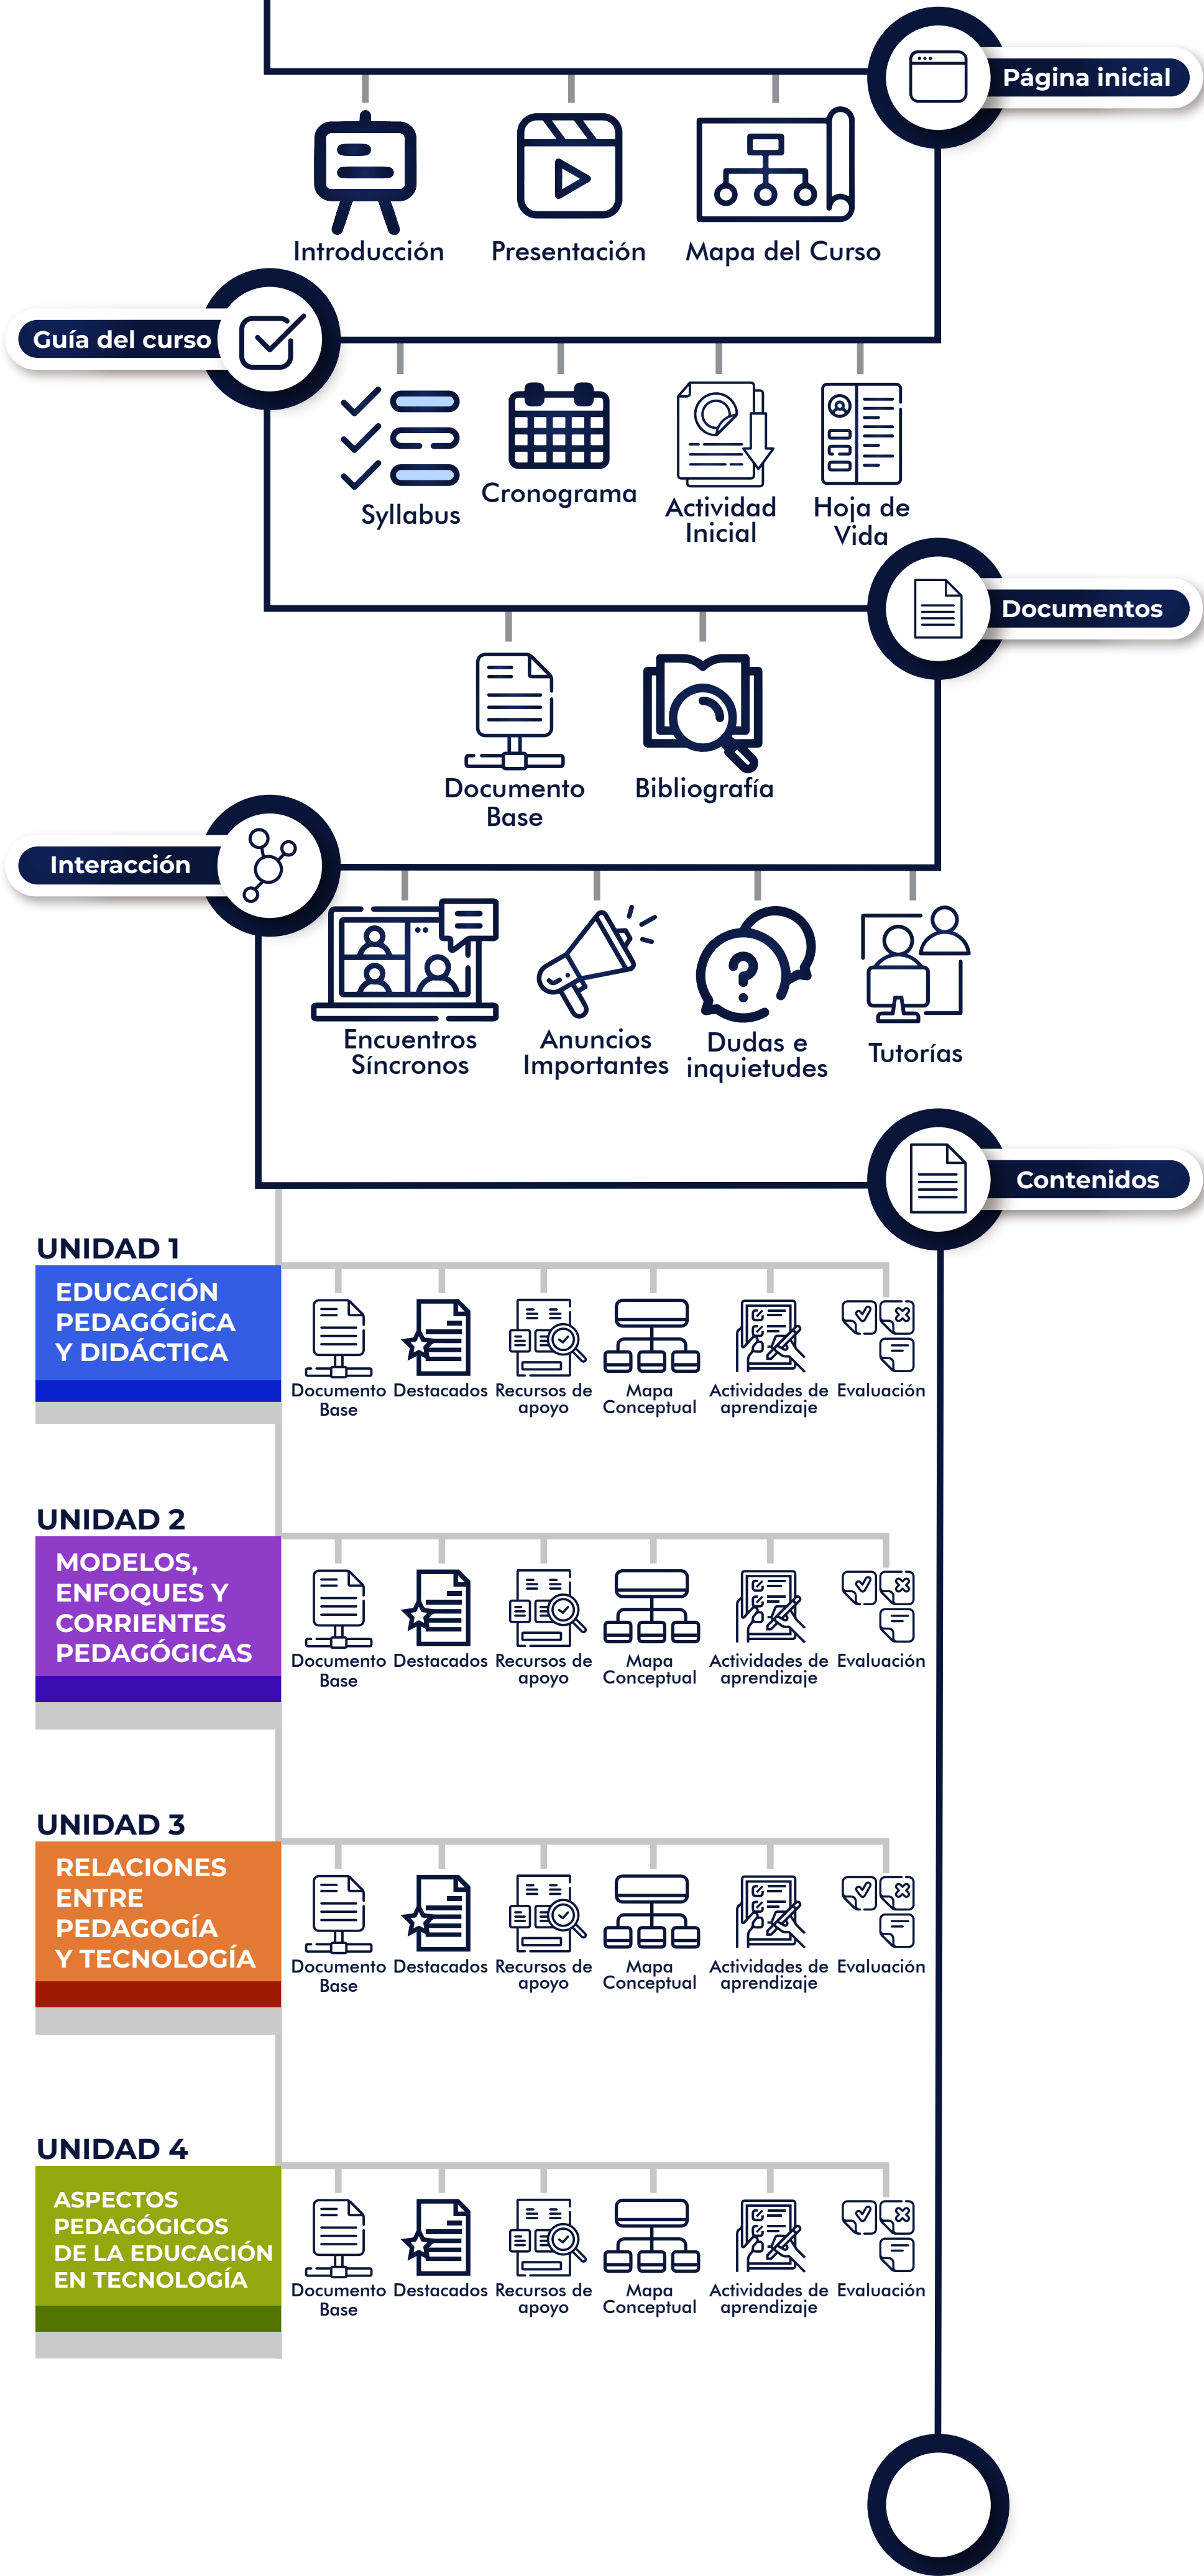 Página inicial
Introducción
Presentación
Mapa del Curso
Guía del curso
Syllabus
Cronograma
Actividad
Inicial
Hoja de
Vida
Documentos
Documento
Base
Bibliografía
Interacción
Encuentros
Síncronos
Anuncios
Importantes
Dudas e
inquietudes
Tutorías
Contenidos
UNIDAD 1
EDUCACIÓN
PEDAGÓGiCA
Y DIDÁCTICA
Documento
Base
Destacados
Recursos de
apoyo
Mapa
Conceptual
Actividades de
aprendizaje
Evaluación
UNIDAD 2
MODELOS,
ENFOQUES Y
CORRIENTES
PEDAGÓGICAS
Documento
Base
Destacados
Recursos de
apoyo
Mapa
Conceptual
Actividades de
aprendizaje
Evaluación
UNIDAD 3
RELACIONES
ENTRE
PEDAGOGÍA
Y TECNOLOGÍA
Documento
Base
Destacados
Recursos de
apoyo
Mapa
Conceptual
Actividades de
aprendizaje
Evaluación
UNIDAD 4
ASPECTOS
PEDAGÓGICOS
DE LA EDUCACIÓN
EN TECNOLOGÍA
Documento
Base
Destacados
Recursos de
apoyo
Mapa
Conceptual
Actividades de
aprendizaje
Evaluación